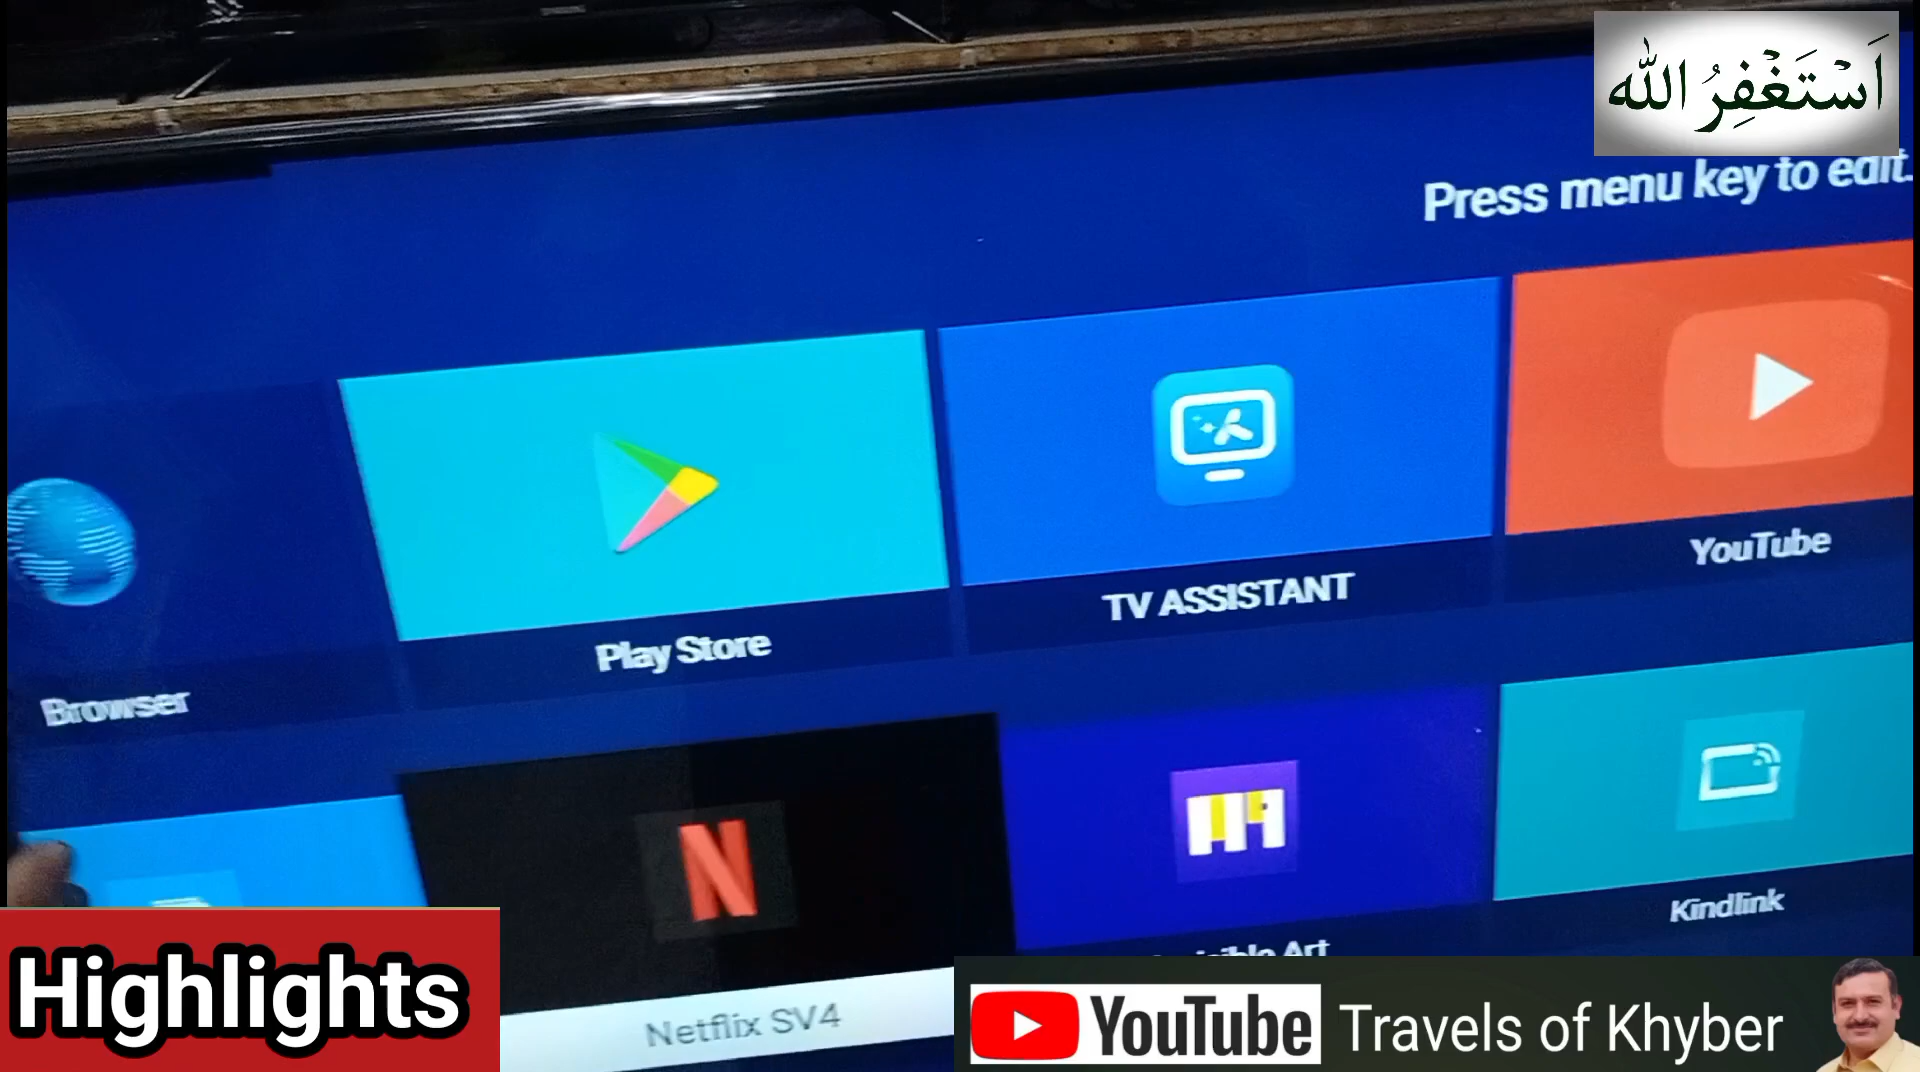 اَسْتَغْفِرُ اللّٰه
Press menu key to edit.
YouTube
TV ASSISTANT
Play Store
Browser
Kindlink
Art
Netflix SV4
Highlights
YouTube Travels of Khyber